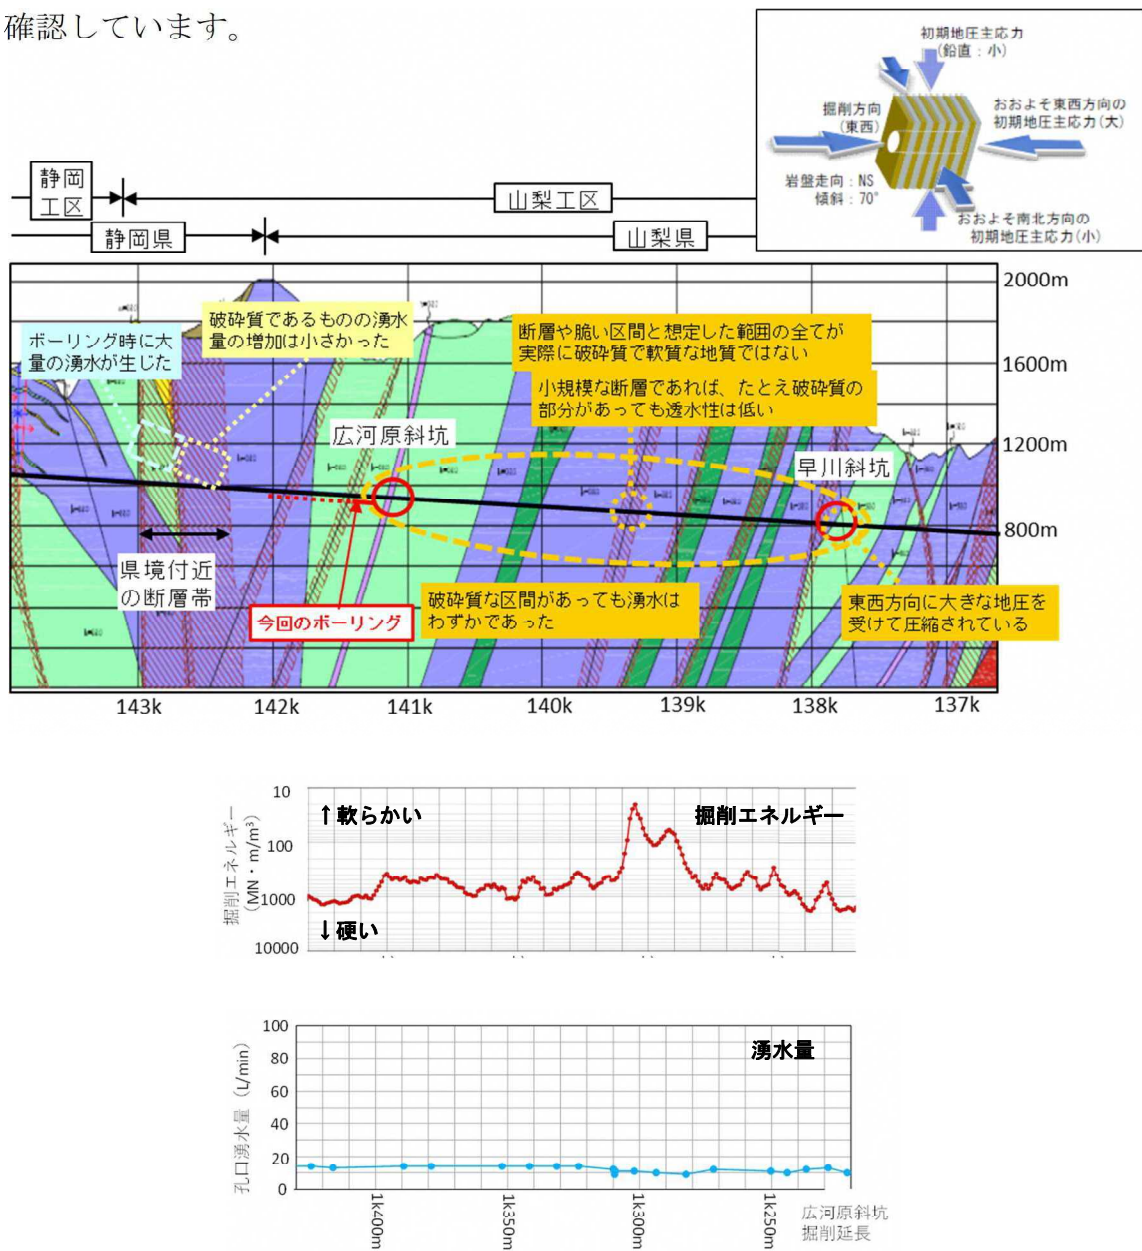 確認しています。
初期地圧主応力
(鉛直：小)
掘削方向
(東西)
おおよそ東西方向の
初期地圧主応力(大)
岩盤走向：NS
傾斜：70°
おおよそ南北方向の
初期地圧主応力(小)
静岡
工区
山梨工区
静岡県
山梨県
2000m
ボーリング時に大
量の湧水が生じた
破砕質であるものの湧水
量の増加は小さかった
断層や脆い区間と想定した範囲の全てが
実際に破砕質で軟質な地質ではない
1600m
小規模な断層であれば、たとえ破砕質の
部分があっても透水性は低い
広河原斜坑
早川斜坑
1200m
800m
県境付近
の断層帯
今回のボーリング
破砕質な区間があっても湧水は
わずかであった
東西方向に大きな地圧を
受けて圧縮されている
143k
142k
141k
140k
139k
138k
137k
掘削エネルギー
（MN・m/m³）
10
100
1000
10000
↑軟らかい
掘削エネルギー
↓硬い
孔口湧水量（L/min）
100
80
60
40
20
0
湧水量
1k400m
1k350m
1k300m
1k250m
広河原斜坑
掘削延長